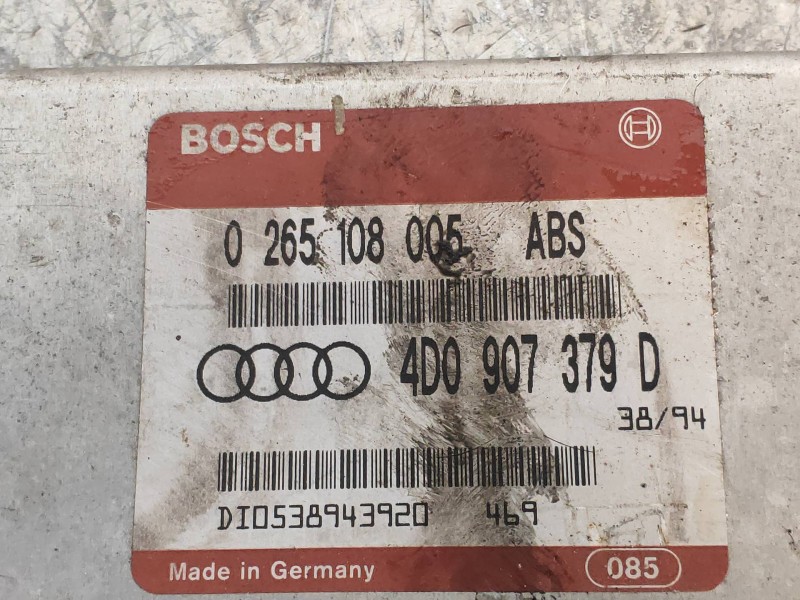 BOSCH
0 265 108 005 ABS
4D0 907 379 D
38/94
DI0538943920 469
Made in Germany 085